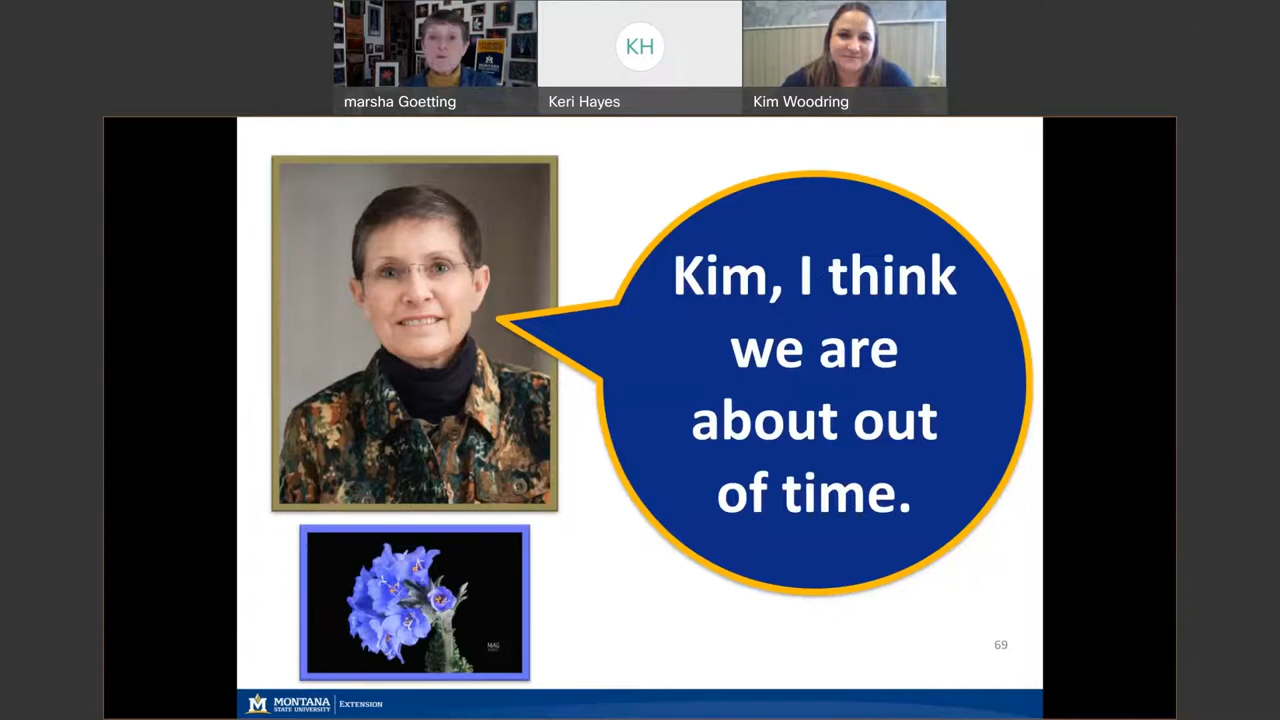 KH
marsha Goetting
Keri Hayes
Kim Woodring
Kim, I think
we are
about out
of time.
69
MONTANA
STATE UNIVERSITY
EXTENSION